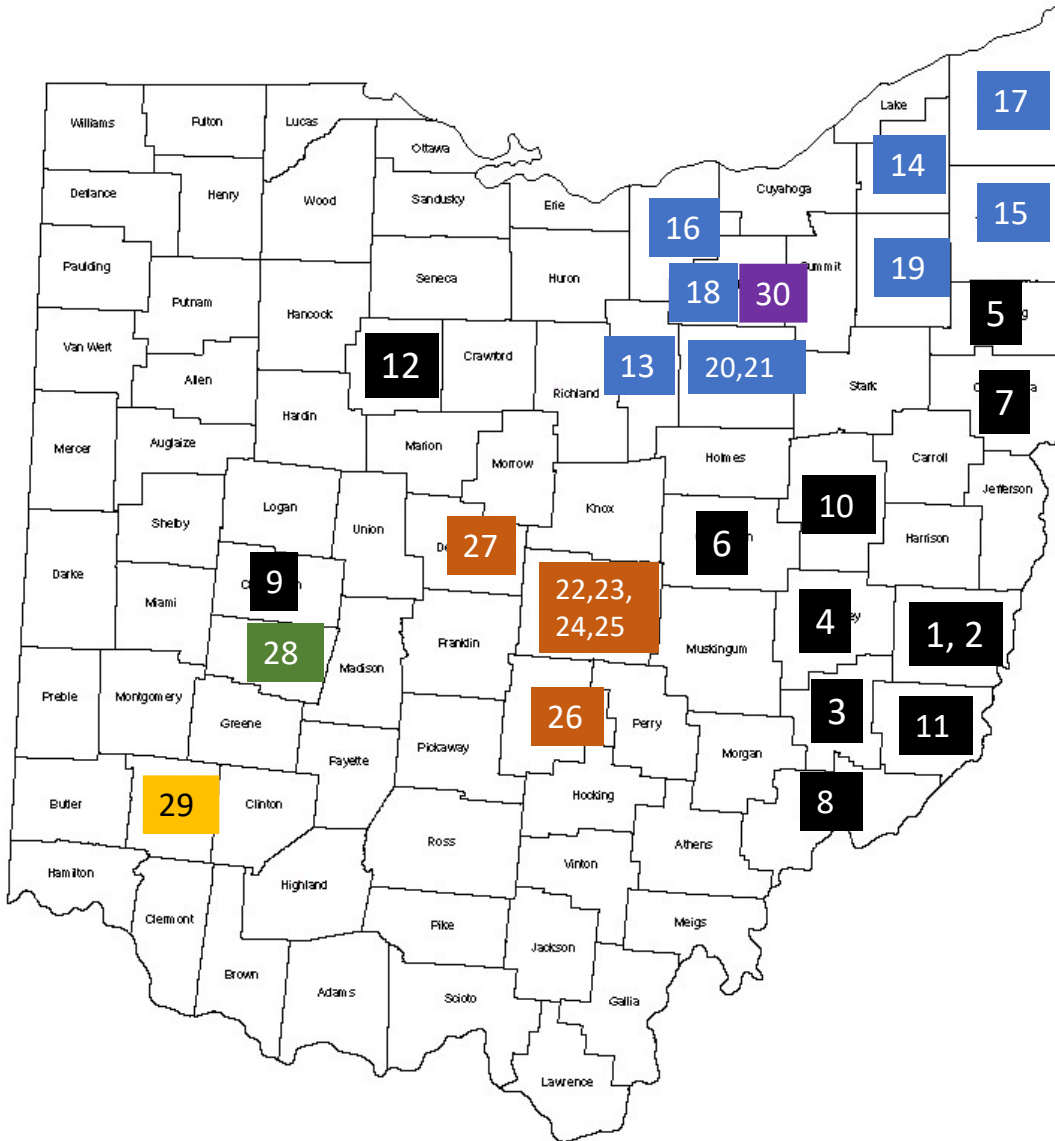 Lake
17
Williams
Fulton
Lucas
Ottawa
14
Cuyahoga
Defiance
Henry
Wood
Sandusky
Erie
15
16
Paulding
Seneca
Huron
19
18
30
Summit
Putnam
Hancock
5
Van Wert
12
Crawford
13
20,21
Allen
Richland
Stark
7
Hardin
Mercer
Auglaize
Marion
Morrow
Holmes
Carroll
Jefferson
Logan
10
Shelby
Union
Knox
27
6
Harrison
Darke
9
Miami
22,23,
24,25
4
1, 2
28
Franklin
Muskingum
Madison
Preble
Montgomery
3
11
Greene
26
Perry
Pickaway
Morgan
Fayette
29
Butler
Clinton
Hocking
8
Ross
Athens
Hamilton
Vinton
Highland
Clermont
Pike
Meigs
Jackson
Brown
Adams
Scioto
Gallia
Lawrence